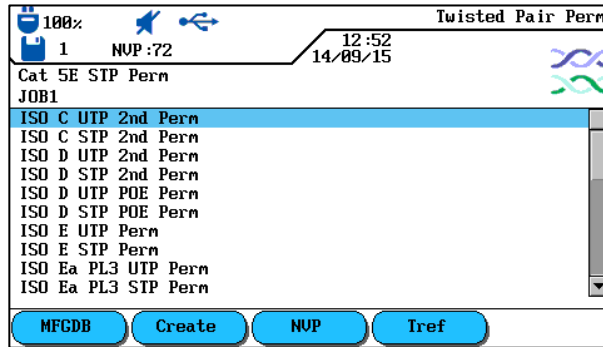 100%
Twisted Pair Perm
1 NVP:72
12:52
14/09/15
Cat 5E STP Perm
JOB1
ISO C UTP 2nd Perm
ISO C STP 2nd Perm
ISO D UTP 2nd Perm
ISO D STP 2nd Perm
ISO D UTP POE Perm
ISO D STP POE Perm
ISO E UTP Perm
ISO E STP Perm
ISO Ea PL3 UTP Perm
ISO Ea PL3 STP Perm
MFGDB Create NVP Tref